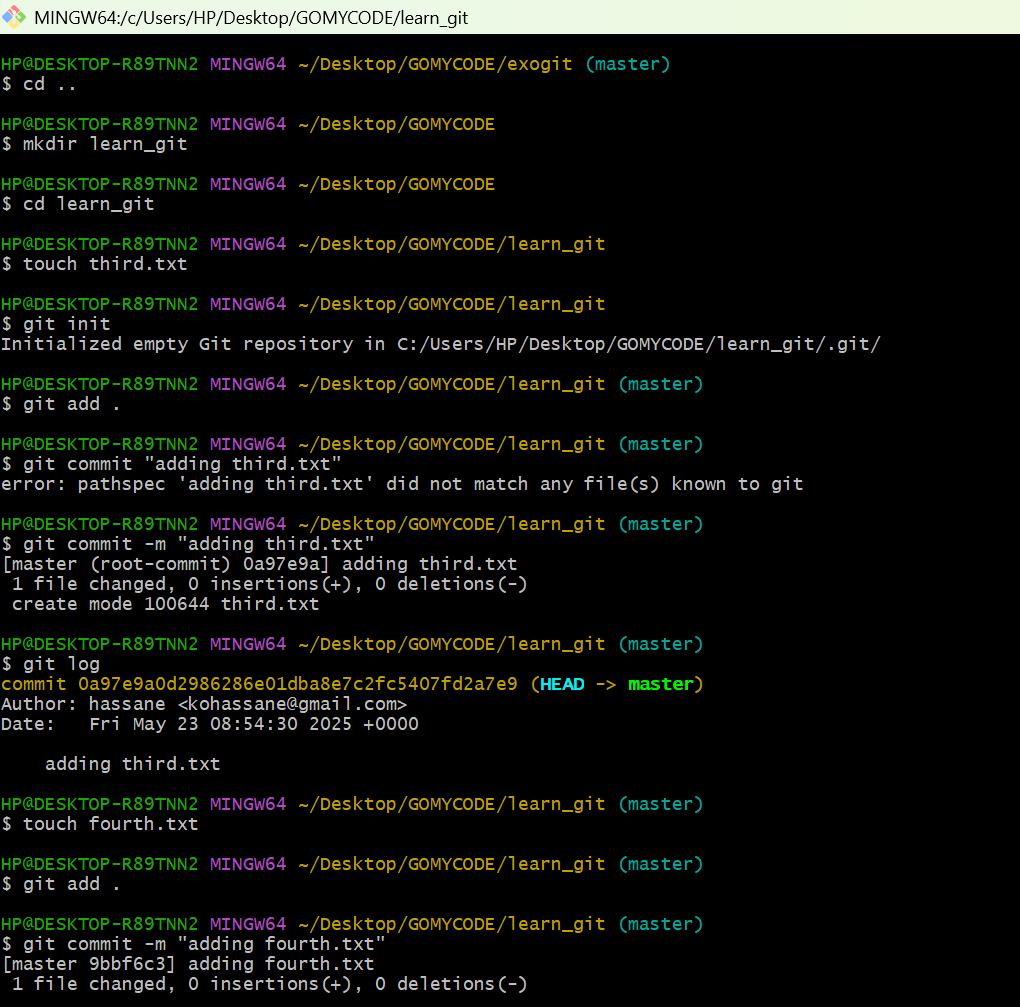 MINGW64:/c/Users/HP/Desktop/GOMYCODE/learn_git
HP@DESKTOP-R89TNN2 MINGW64 ~/Desktop/GOMYCODE/exogit (master)
$ cd ..
HP@DESKTOP-R89TNN2 MINGW64 ~/Desktop/GOMYCODE
$ mkdir learn_git
HP@DESKTOP-R89TNN2 MINGW64 ~/Desktop/GOMYCODE
$ cd learn_git
HP@DESKTOP-R89TNN2 MINGW64 ~/Desktop/GOMYCODE/learn_git
$ touch third.txt
HP@DESKTOP-R89TNN2 MINGW64 ~/Desktop/GOMYCODE/learn_git
$ git init
Initialized empty Git repository in C:/Users/HP/Desktop/GOMYCODE/learn_git/.git/
HP@DESKTOP-R89TNN2 MINGW64 ~/Desktop/GOMYCODE/learn_git (master)
$ git add .
HP@DESKTOP-R89TNN2 MINGW64 ~/Desktop/GOMYCODE/learn_git (master)
$ git commit "adding third.txt"
error: pathspec 'adding third.txt' did not match any file(s) known to git
HP@DESKTOP-R89TNN2 MINGW64 ~/Desktop/GOMYCODE/learn_git (master)
$ git commit -m "adding third.txt"
[master (root-commit) 0a97e9a] adding third.txt
 1 file changed, 0 insertions(+), 0 deletions(-)
 create mode 100644 third.txt
HP@DESKTOP-R89TNN2 MINGW64 ~/Desktop/GOMYCODE/learn_git (master)
$ git log
commit 0a97e9a0d2986286e01dba8e7c2fc5407fd2a7e9 (HEAD -> master)
Author: hassane <kohassane@gmail.com>
Date:   Fri May 23 08:54:30 2025 +0000
    adding third.txt
HP@DESKTOP-R89TNN2 MINGW64 ~/Desktop/GOMYCODE/learn_git (master)
$ touch fourth.txt
HP@DESKTOP-R89TNN2 MINGW64 ~/Desktop/GOMYCODE/learn_git (master)
$ git add .
HP@DESKTOP-R89TNN2 MINGW64 ~/Desktop/GOMYCODE/learn_git (master)
$ git commit -m "adding fourth.txt"
[master 9bbf6c3] adding fourth.txt
 1 file changed, 0 insertions(+), 0 deletions(-)